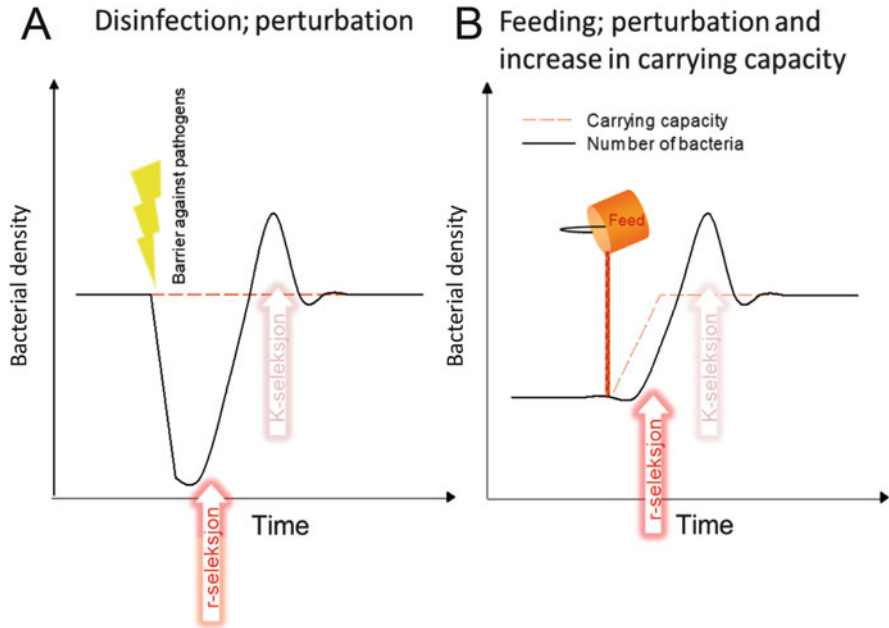 A
Disinfection; perturbation
Barrier against pathogens
Bacterial density
K-seleksjon
r-seleksjon
Time
B
Feeding; perturbation and
increase in carrying capacity
Carrying capacity
Number of bacteria
Feed
Bacterial density
K-seleksjon
r-seleksjon
Time